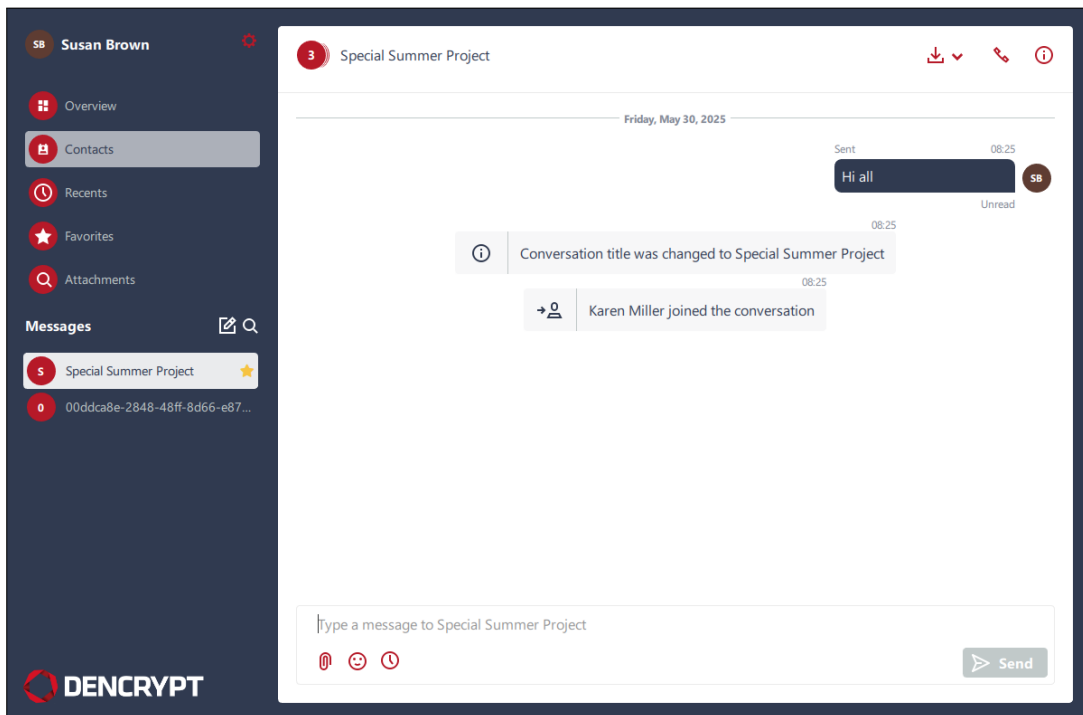 SB Susan Brown
Overview
Contacts
Recents
Favorites
Attachments
Messages
S Special Summer Project
0 00ddca8e-2848-48ff-8d66-e87...
DENCRYPT
3 Special Summer Project
Friday, May 30, 2025
Sent 08:25
Hi all SB
Unread
08:25
Conversation title was changed to Special Summer Project
08:25
Karen Miller joined the conversation
Type a message to Special Summer Project
Send